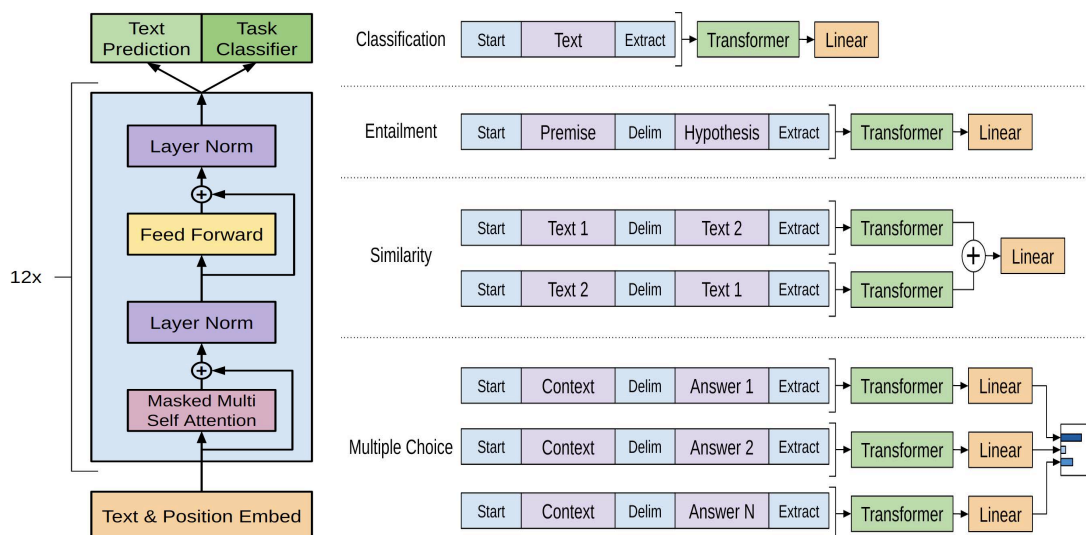 Text
Prediction
Task
Classifier
Layer Norm
Feed Forward
12x
Layer Norm
Masked Multi
Self Attention
Text & Position Embed
Classification
Start Text Extract Transformer Linear
Entailment
Start Premise Delim Hypothesis Extract Transformer Linear
Similarity
Start Text 1 Delim Text 2 Extract Transformer
Linear
Start Text 2 Delim Text 1 Extract Transformer
Multiple Choice
Start Context Delim Answer 1 Extract Transformer Linear
Start Context Delim Answer 2 Extract Transformer Linear
Start Context Delim Answer N Extract Transformer Linear